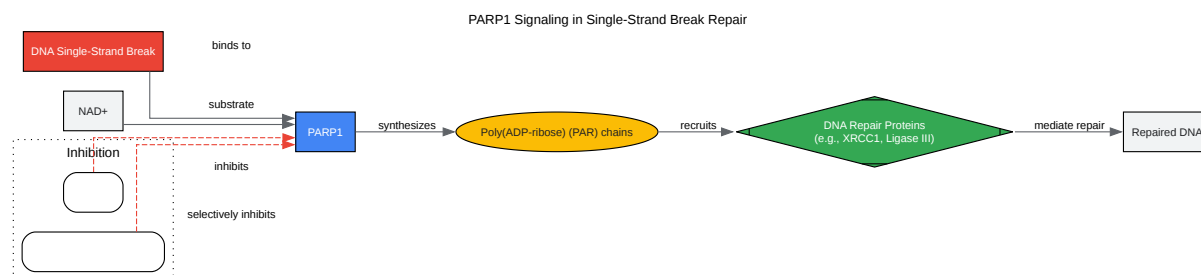 PARP1 Signaling in Single-Strand Break Repair
DNA Single-Strand Break
binds to
NAD+
substrate
PARP1
synthesizes
Poly(ADP-ribose) (PAR) chains
recruits
DNA Repair Proteins
(e.g., XRCC1, Ligase III)
mediate repair
Repaired DNA
Inhibition
inhibits
selectively inhibits